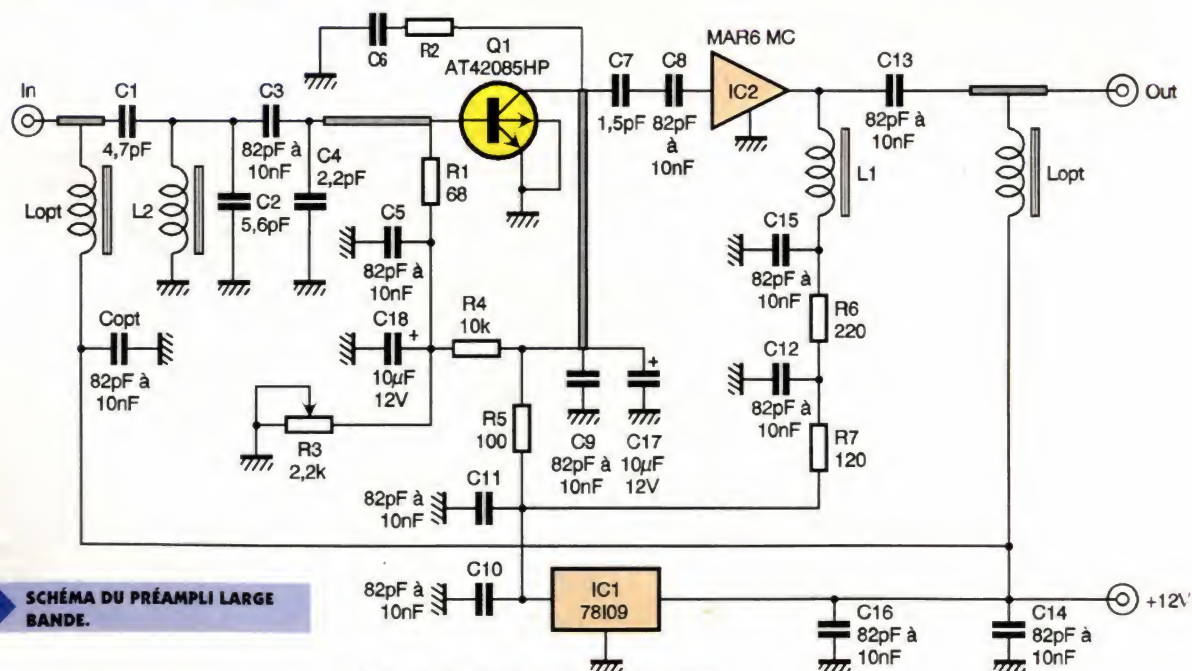 MAR6 MC
Q1
AT42085HP
C6
R2
In
C1
4,7pF
C3
82pF à
10nF
C7
1,5pF
C8
82pF
à
10nF
IC2
C13
82pF à
10nF
Out
Lopt
L2
C2
5,6pF
C4
2,2pF
R1
68
C5
82pF à
10nF
L1
Lopt
C15
82pF à
10nF
R6
220
Copt
82pF à
10nF
C18
+
10µF
12V
R4
10k
C12
82pF à
10nF
R3
2,2k
R5
100
C9
82pF à
10nF
+
C17
10µF
12V
R7
120
82pF à
10nF
C11
82pF à
10nF
C10
IC1
78l09
C16
82pF à
10nF
C14
82pF à
10nF
+12V
SCHÉMA DU PRÉAMPLI LARGE
BANDE.